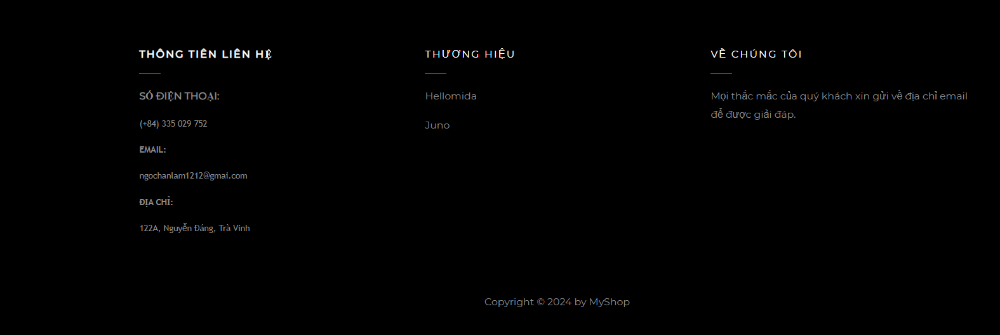 THÔNG TIÊN LIÊN HỆ
SỐ ĐIỆN THOẠI:
(+84) 335 029 752
EMAIL:
ngochanlam1212@gmai.com
ĐỊA CHỈ:
122A, Nguyễn Đáng, Trà Vinh
THƯƠNG HIỆU
Hellomida
Juno
VỀ CHÚNG TÔI
Mọi thắc mắc của quý khách xin gửi về địa chỉ email
để được giải đáp.
Copyright © 2024 by MyShop